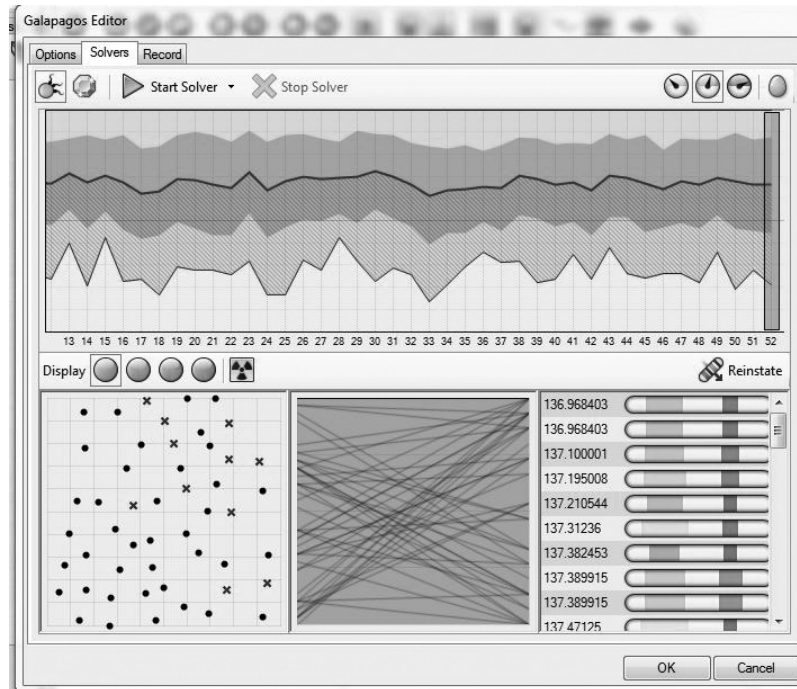 Galapagos Editor
Options Solvers Record
Start Solver Stop Solver
13 14 15 16 17 18 19 20 21 22 23 24 25 26 27 28 29 30 31 32 33 34 35 36 37 38 39 40 41 42 43 44 45 46 47 48 49 50 51 52
Display Reinstate
136.968403
136.968403
137.100001
137.195008
137.210544
137.31236
137.382453
137.389915
137.389915
137.47125
OK Cancel